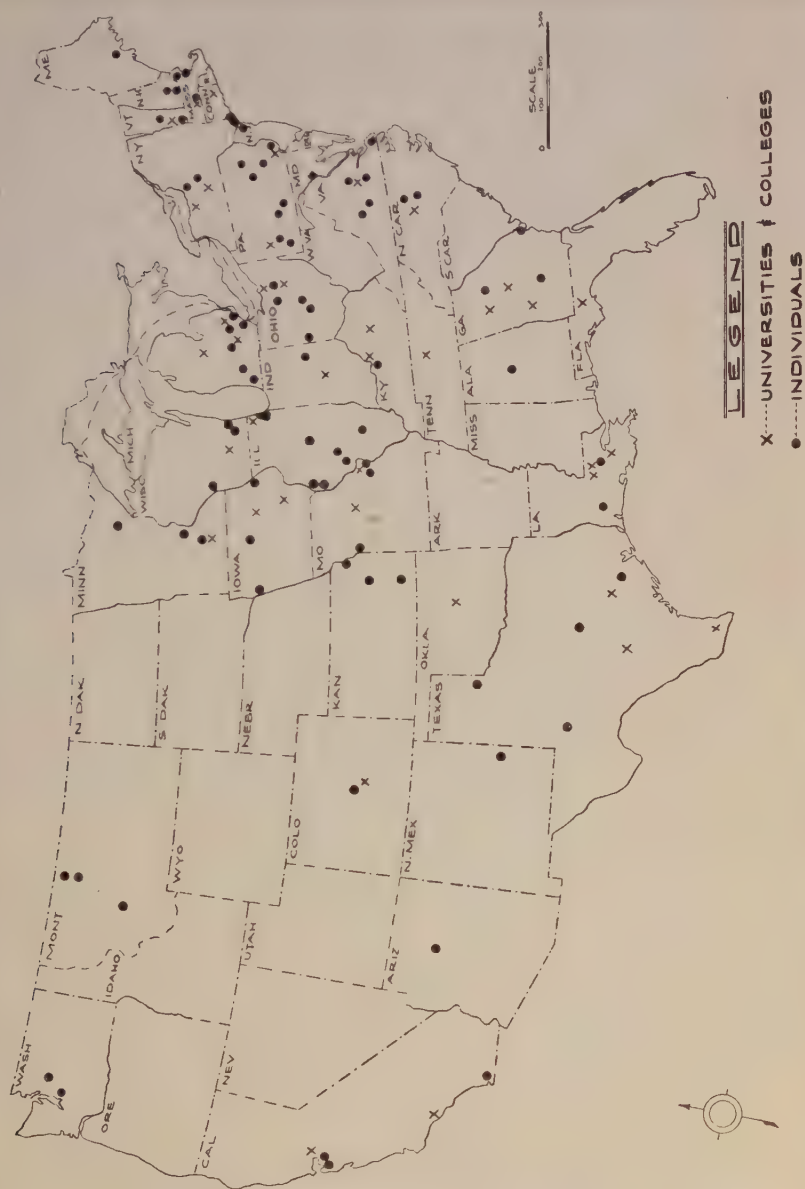 WASH
ORE
CAL
NEV
IDAHO
MONT
WYO
UTAH
ARIZ
COLO
N. MEX
N DAK
S DAK
NEBR
KAN
OKLA
TEXAS
MINN
IOWA
MO
ARK
LA
WISC
MICH
ILL
IND
OHIO
KY
TENN
MISS
ALA
GA
FLA
S CAR
N CAR
VA
W VA
MD
PA
NY
VT
NH
ME
MASS
CONN
SCALE
0 100 200 300
LEGEND
X ..... UNIVERSITIES & COLLEGES
● ----- INDIVIDUALS